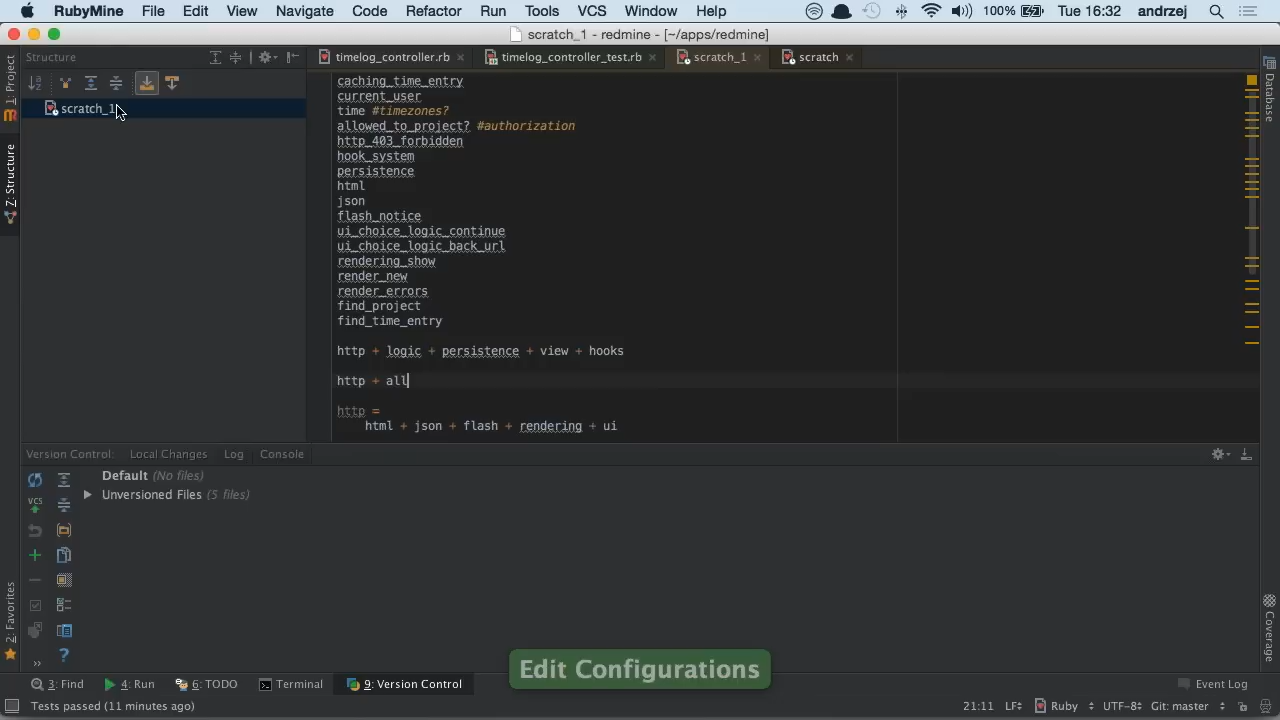 RubyMine File Edit View Navigate Code Refactor Run Tools VCS Window Help 100% Tue 16:32 andrzej
scratch_1 - redmine - [~/apps/redmine]
Structure
timelog_controller.rb
timelog_controller_test.rb
scratch_1
scratch
1: Project
Z: Structure
2: Favorites
scratch_1
caching_time_entry
current_user
time #timezones?
allowed_to_project? #authorization
http_403_forbidden
hook_system
persistence
html
json
flash_notice
ui_choice_logic_continue
ui_choice_logic_back_url
rendering_show
render_new
render_errors
find_project
find_time_entry
http + logic + persistence + view + hooks
http + all
http =
html + json + flash + rendering + ui
Database
Coverage
Version Control: Local Changes Log Console
Default (No files)
Unversioned Files (5 files)
VCS
Edit Configurations
3: Find 4: Run 6: TODO Terminal 9: Version Control Event Log
Tests passed (11 minutes ago) 21:11 LF Ruby UTF-8 Git: master